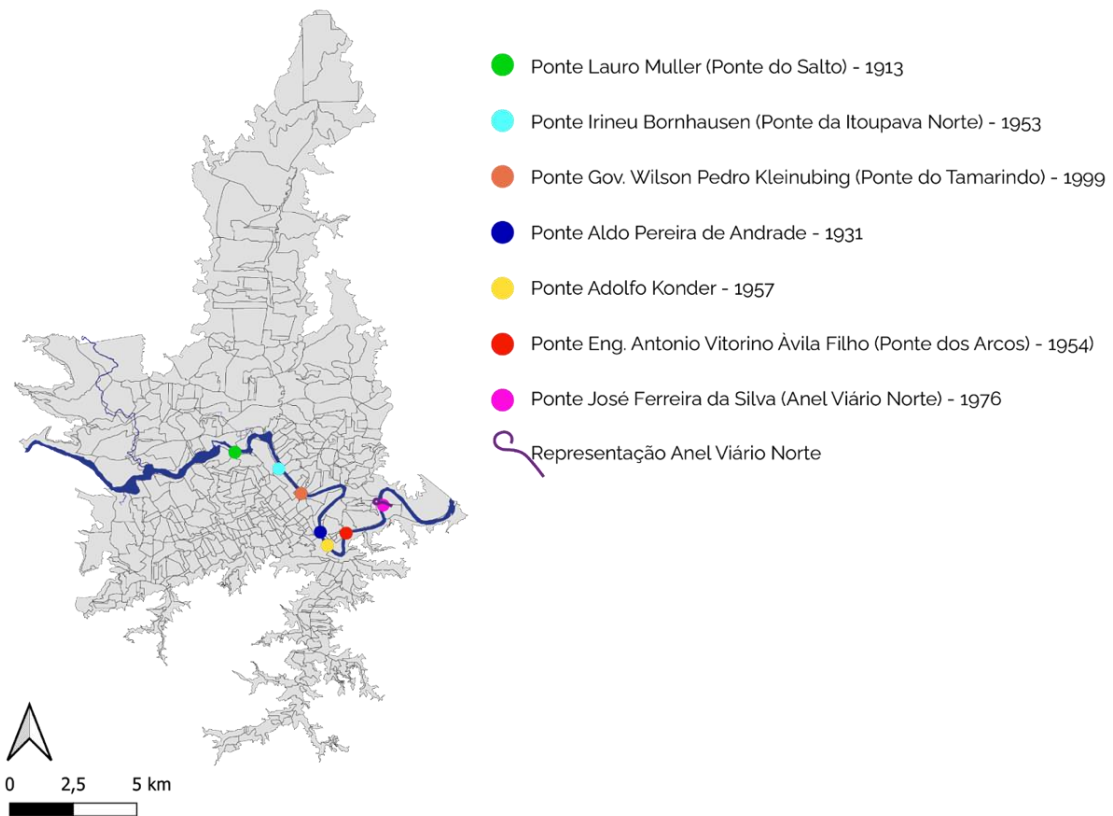 Ponte Lauro Muller (Ponte do Salto) - 1913
Ponte Irineu Bornhausen (Ponte da Itoupava Norte) - 1953
Ponte Gov. Wilson Pedro Kleinubing (Ponte do Tamarindo) - 1999
Ponte Aldo Pereira de Andrade - 1931
Ponte Adolfo Konder - 1957
Ponte Eng. Antonio Vitorino Àvila Filho (Ponte dos Arcos) - 1954
Ponte José Ferreira da Silva (Anel Viário Norte) - 1976
Representação Anel Viário Norte
0 2,5 5 km